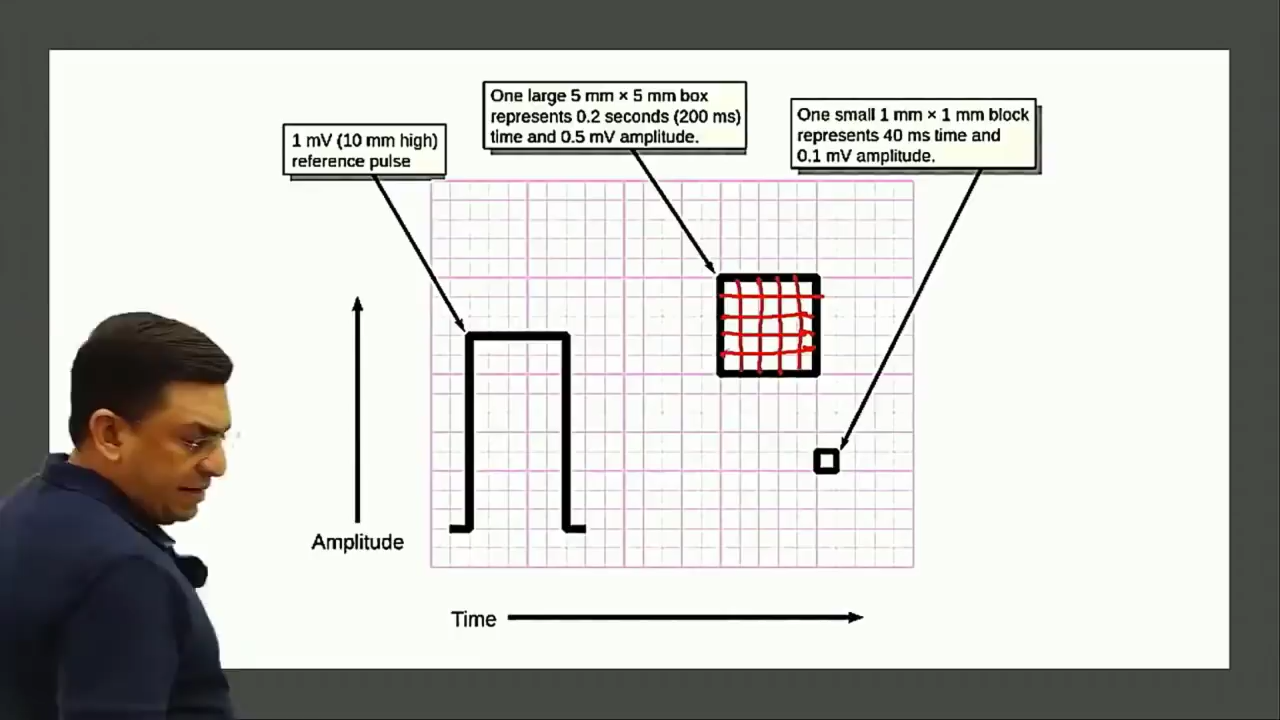 One large 5 mm × 5 mm box
represents 0.2 seconds (200 ms)
time and 0.5 mV amplitude.
One small 1 mm × 1 mm block
represents 40 ms time and
0.1 mV amplitude.
1 mV (10 mm high)
reference pulse
Amplitude
Time